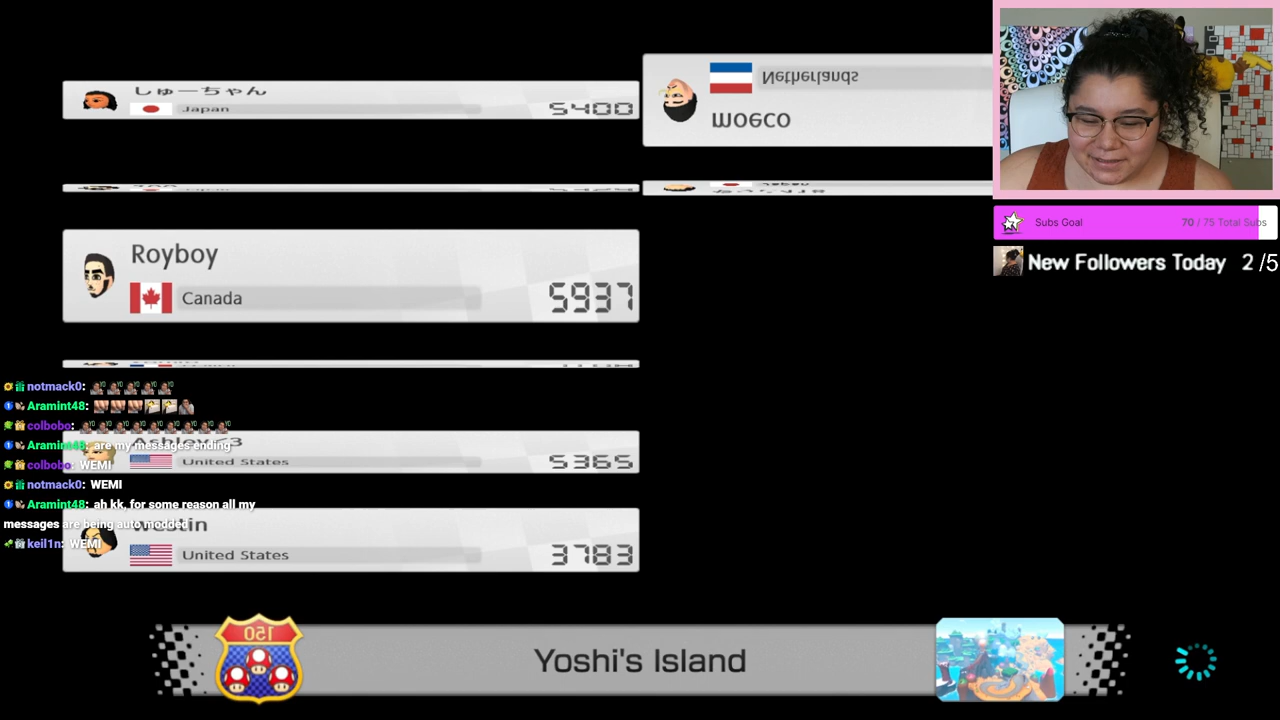 しゅーちゃん
Japan
5400
Netherlands
moeco
Japan
Royboy
Canada
5937
United States
5365
Westin
United States
3783
notmack0:
Aramint48:
colbobo:
Aramint48: are my messages ending
colbobo: WEMI
notmack0: WEMI
Aramint48: ah kk, for some reason all my
messages are being auto modded
keil1n: WEMI
150
Yoshi's Island
Subs Goal
70 / 75 Total Subs
New Followers Today 2 /5